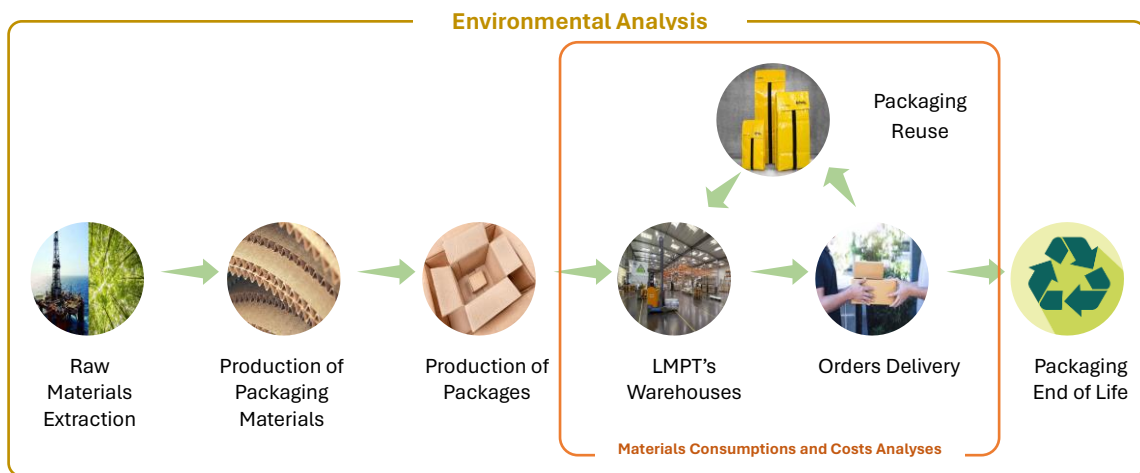 Environmental Analysis
Packaging
Reuse
Raw
Materials
Extraction
Production of
Packaging
Materials
Production of
Packages
LMPT's
Warehouses
Orders Delivery
Packaging
End of Life
Materials Consumptions and Costs Analyses